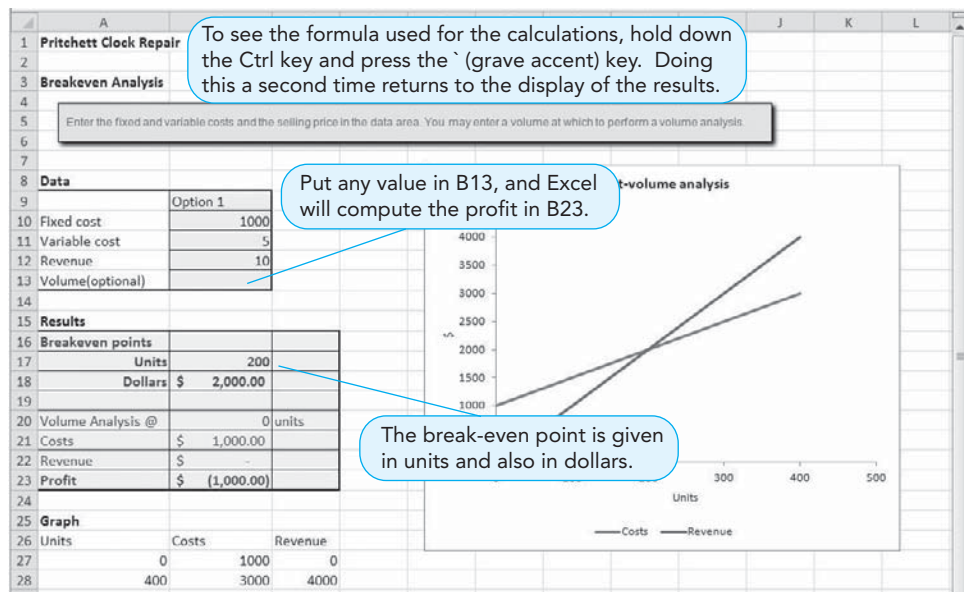 A J K L
1 Pritchett Clock Repair
To see the formula used for the calculations, hold down
the Ctrl key and press the ` (grave accent) key. Doing
this a second time returns to the display of the results.
2
3 Breakeven Analysis
4
5 Enter the fixed and variable costs and the selling price in the data area. You may enter a volume at which to perform a volume analysis.
6
7
8 Data
Put any value in B13, and Excel
will compute the profit in B23.
t-volume analysis
9 Option 1
10 Fixed cost 1000
11 Variable cost 5
12 Revenue 10
13 Volume(optional)
14
15 Results
16 Breakeven points
17 Units 200
18 Dollars $ 2,000.00
19
20 Volume Analysis @ 0 units
21 Costs $ 1,000.00
22 Revenue $ -
23 Profit $ (1,000.00)
24
25 Graph
26 Units Costs Revenue
27 0 1000 0
28 400 3000 4000
4000
3500
3000
2500
$
2000
1500
1000
The break-even point is given
in units and also in dollars.
300 400 500
Units
Costs Revenue